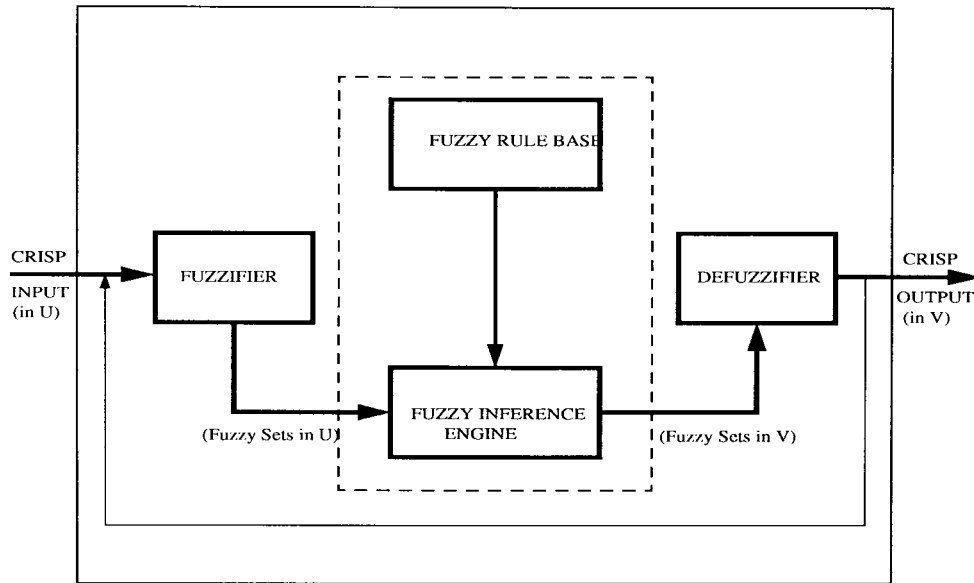 FUZZY RULE BASE
CRISP
INPUT
(in U)
FUZZIFIER
DEFUZZIFIER
CRISP
OUTPUT
(in V)
(Fuzzy Sets in U)
FUZZY INFERENCE
ENGINE
(Fuzzy Sets in V)